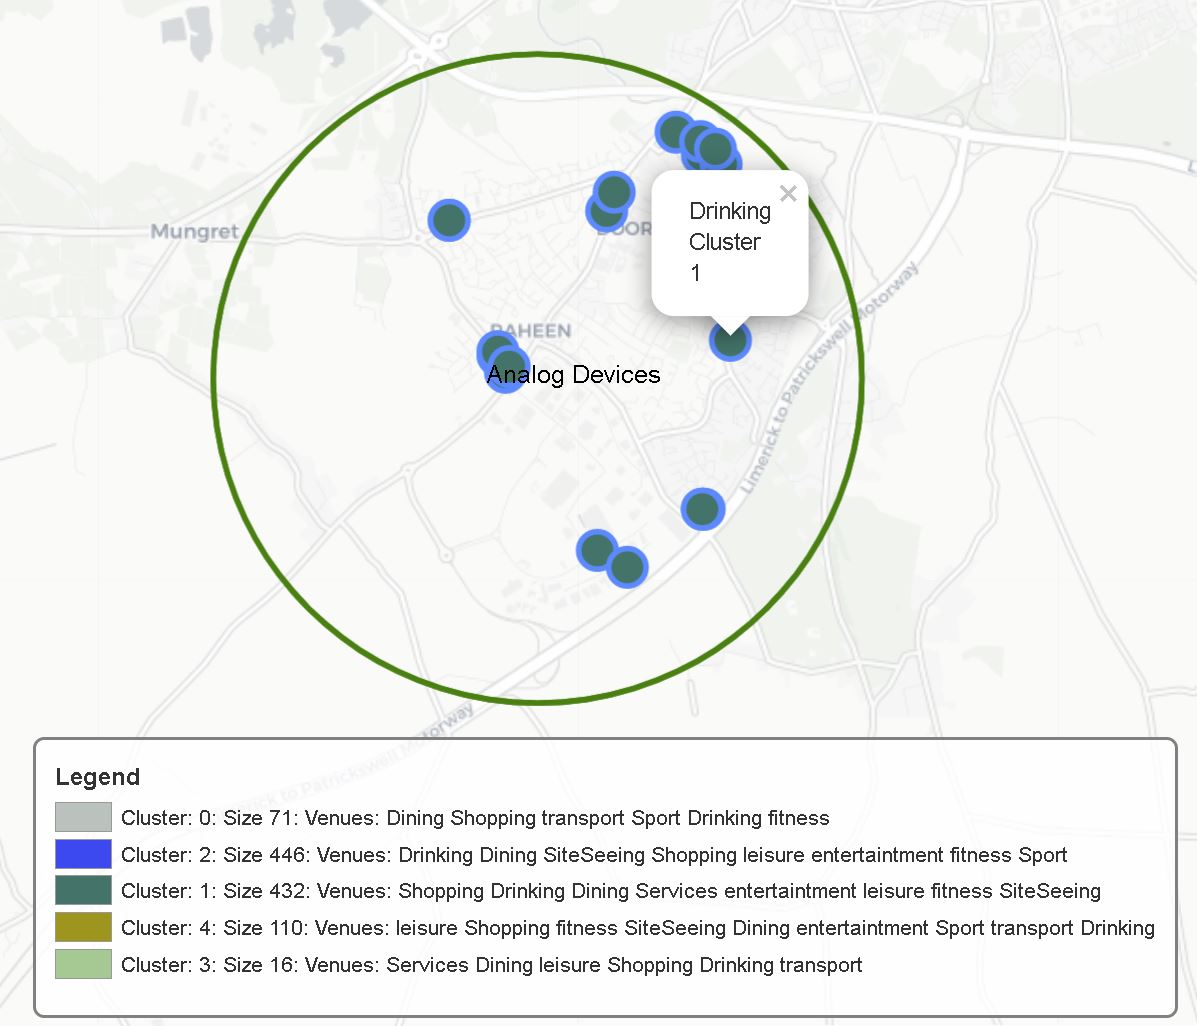 Mungret
Drinking
Cluster
1
×
DOOR
RAHEEN
Analog Devices
Limerick to Patrickswell Motorway
Motorway
Legend
Cluster: 0: Size 71: Venues: Dining Shopping transport Sport Drinking fitness
Cluster: 2: Size 446: Venues: Drinking Dining SiteSeeing Shopping leisure entertaintment fitness Sport
Cluster: 1: Size 432: Venues: Shopping Drinking Dining Services entertaintment leisure fitness SiteSeeing
Cluster: 4: Size 110: Venues: leisure Shopping fitness SiteSeeing Dining entertaintment Sport transport Drinking
Cluster: 3: Size 16: Venues: Services Dining leisure Shopping Drinking transport